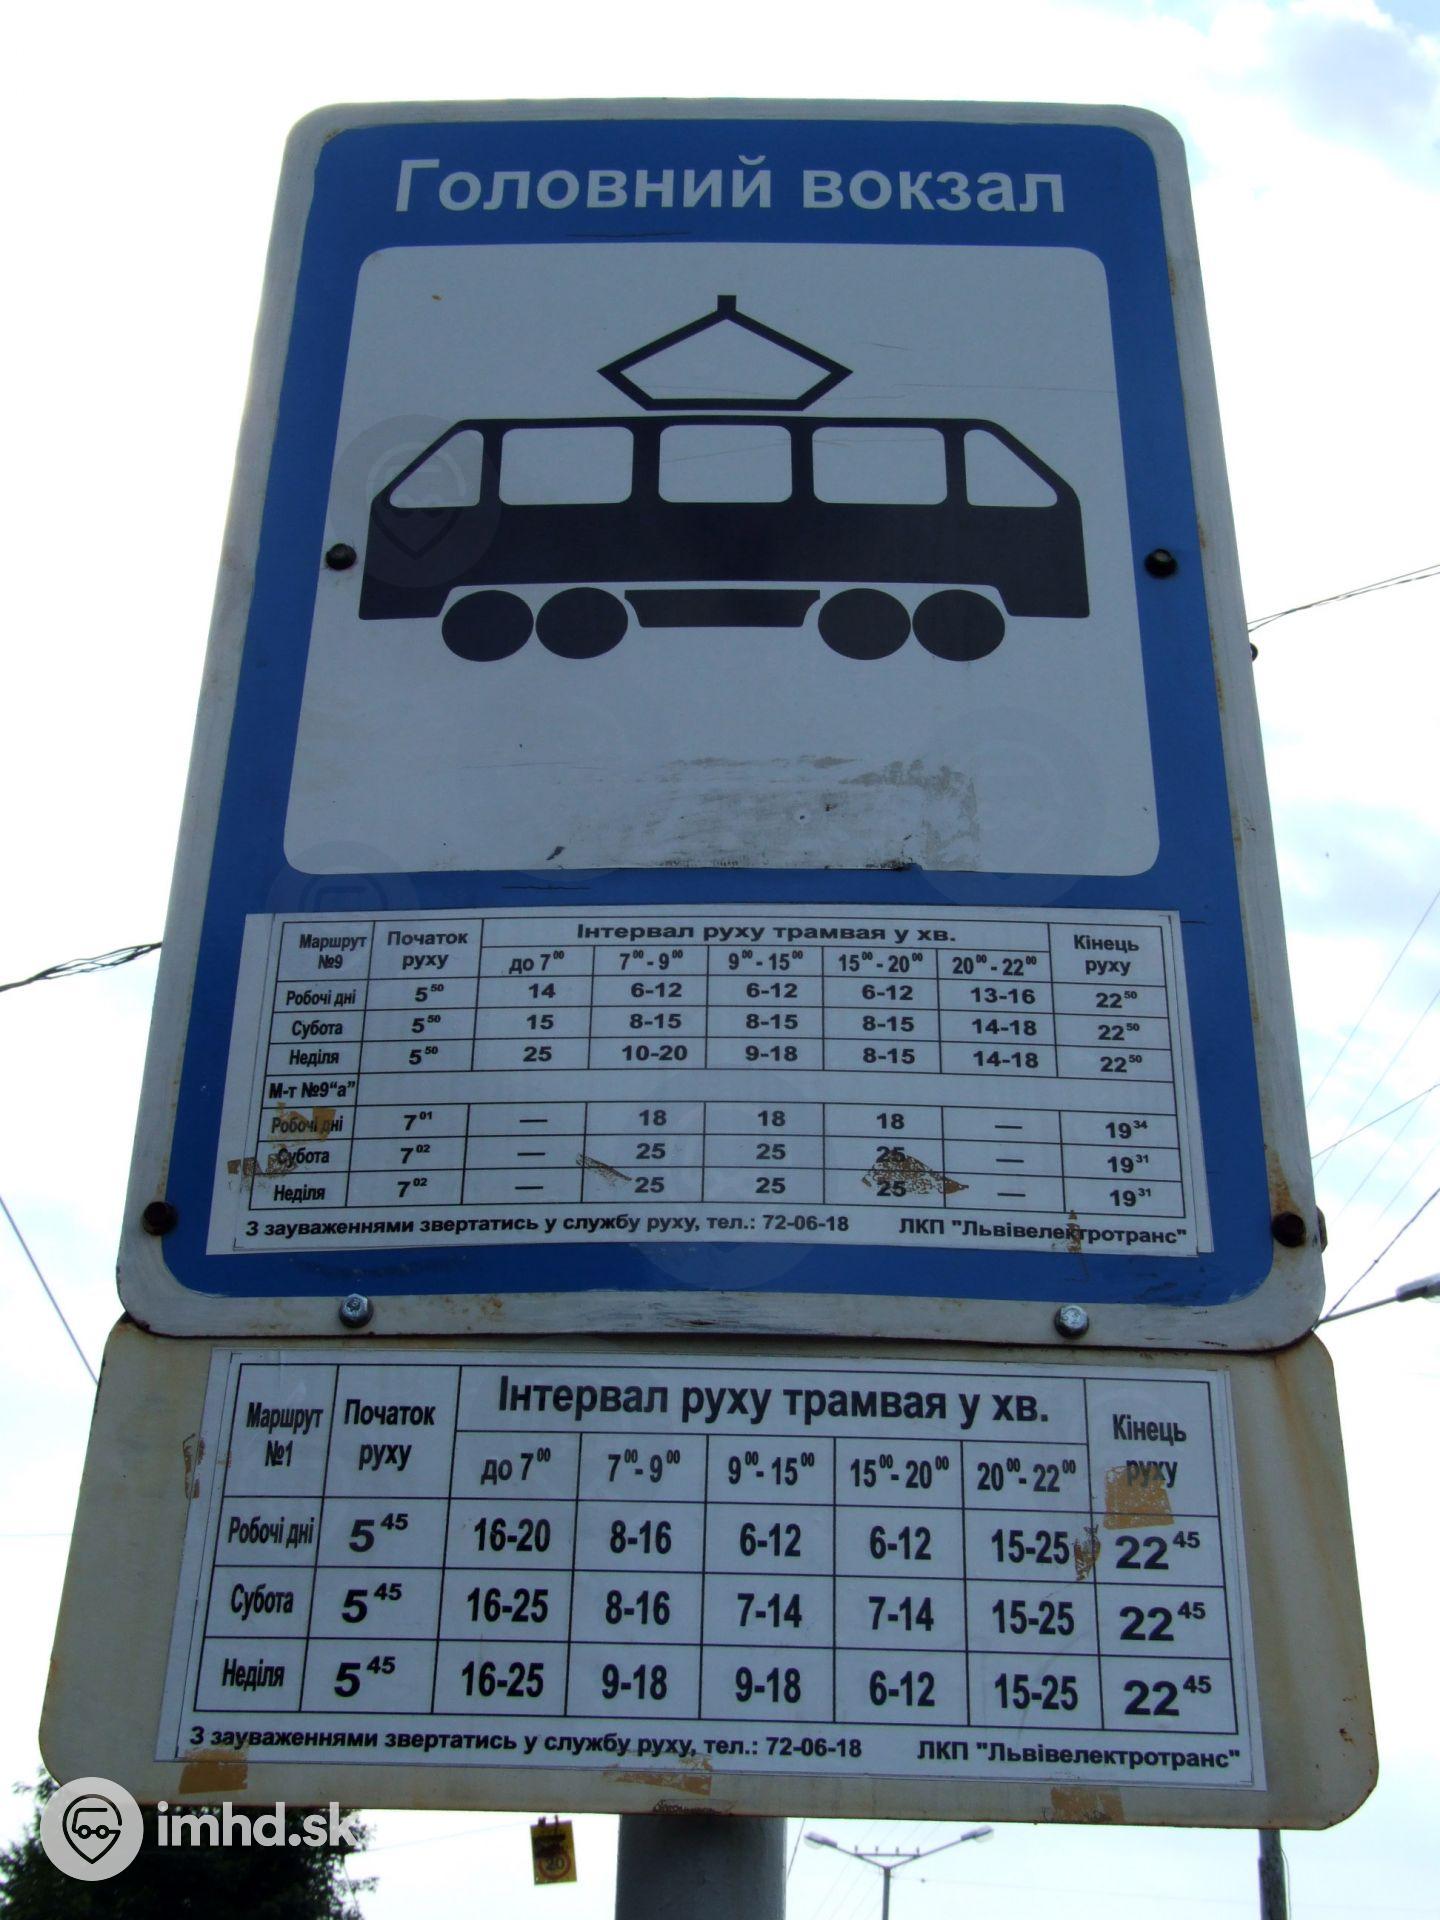 Головний вокзал
Маршрут №9 Початок руху Інтервал руху трамвая у хв. Кінець руху
до 7⁰⁰ 7⁰⁰-9⁰⁰ 9⁰⁰-15⁰⁰ 15⁰⁰-20⁰⁰ 20⁰⁰-22⁰⁰
Робочі дні 5⁵⁰ 14 6-12 6-12 6-12 13-16 22⁵⁰
Субота 5⁵⁰ 15 8-15 8-15 8-15 14-18 22⁵⁰
Неділя 5⁵⁰ 25 10-20 9-18 8-15 14-18 22⁵⁰
М-т №9"а"
Робочі дні 7⁰¹ — 18 18 18 — 19³⁴
Субота 7⁰² — 25 25 25 — 19³¹
Неділя 7⁰² — 25 25 25 — 19³¹
З зауваженнями звертатись у службу руху, тел.: 72-06-18 ЛКП "Львівелектротранс"
Маршрут №1 Початок руху Інтервал руху трамвая у хв. Кінець руху
до 7⁰⁰ 7⁰⁰-9⁰⁰ 9⁰⁰-15⁰⁰ 15⁰⁰-20⁰⁰ 20⁰⁰-22⁰⁰
Робочі дні 5⁴⁵ 16-20 8-16 6-12 6-12 15-25 22⁴⁵
Субота 5⁴⁵ 16-25 8-16 7-14 7-14 15-25 22⁴⁵
Неділя 5⁴⁵ 16-25 9-18 9-18 6-12 15-25 22⁴⁵
З зауваженнями звертатись у службу руху, тел.: 72-06-18 ЛКП "Львівелектротранс"
imhd.sk
20